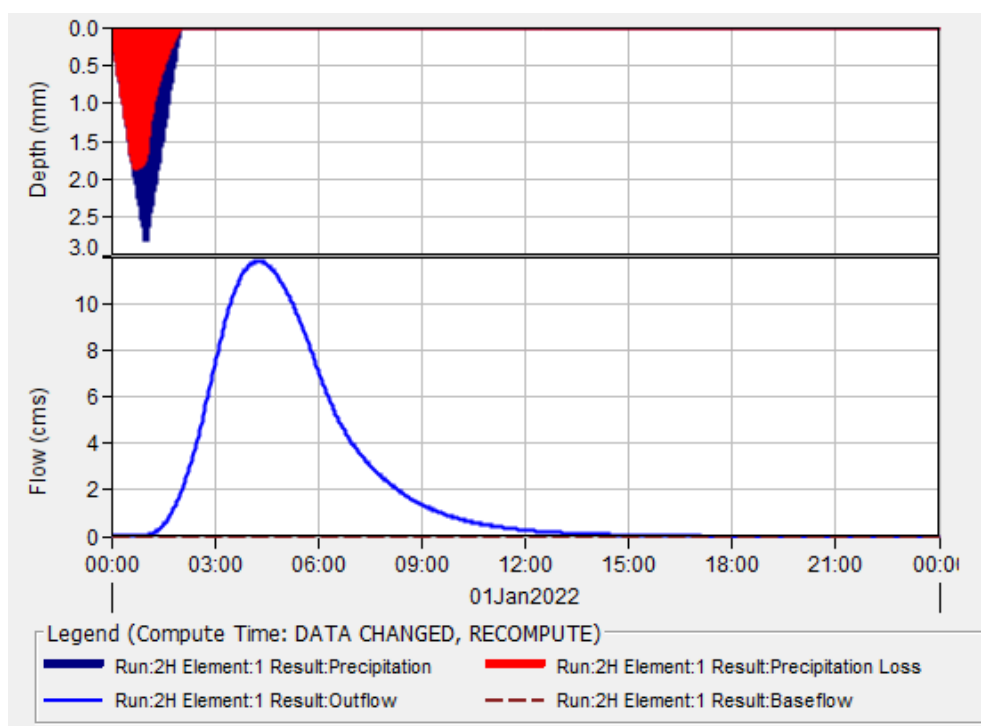 0.0
0.5
1.0
1.5
2.0
2.5
3.0
Depth (mm)
10
8
6
4
2
0
Flow (cms)
00:00 03:00 06:00 09:00 12:00 15:00 18:00 21:00 00:0
01Jan2022
Legend (Compute Time: DATA CHANGED, RECOMPUTE)
Run:2H Element:1 Result:Precipitation Run:2H Element:1 Result:Precipitation Loss
Run:2H Element:1 Result:Outflow Run:2H Element:1 Result:Baseflow